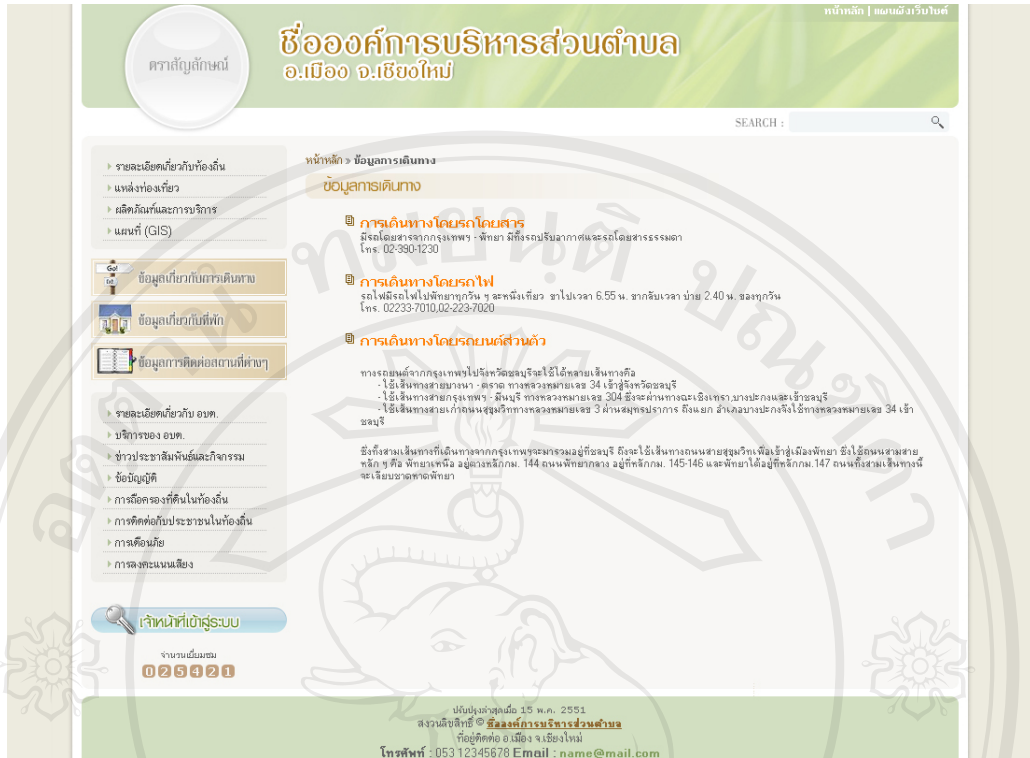 หน้าหลัก | แผนผังเว็บไซต์
ตราสัญลักษณ์
ชื่อองค์การบริหารส่วนตำบล
อ.เมือง จ.เชียงใหม่
SEARCH :
รายละเอียดเกี่ยวกับท้องถิ่น
แหล่งท่องเที่ยว
ผลิตภัณฑ์และการบริการ
แผนที่ (GIS)
Go!
ข้อมูลเกี่ยวกับการเดินทาง
ข้อมูลเกี่ยวกับที่พัก
ข้อมูลการติดต่อสถานที่ต่างๆ
รายละเอียดเกี่ยวกับ อบต.
บริการของ อบต.
ข่าวประชาสัมพันธ์และกิจกรรม
ข้อบัญญัติ
การถือครองที่ดินในท้องถิ่น
การติดต่อกับประชาชนในท้องถิ่น
การเตือนภัย
การลงคะแนนเสียง
เจ้าหน้าที่เข้าสู่ระบบ
จำนวนเยี่ยมชม
025421
หน้าหลัก » ข้อมูลการเดินทาง
ข้อมูลการเดินทาง
การเดินทางโดยรถโดยสาร
มีรถโดยสารจากกรุงเทพฯ - พัทยา มีทั้งรถปรับอากาศและรถโดยสารธรรมดา
โทร. 02-390-1230
การเดินทางโดยรถไฟ
รถไฟมีรถไฟไปพัทยาทุกวัน ๆ ละหนึ่งเที่ยว ขาไปเวลา 6.55 น. ขากลับเวลา บ่าย 2.40 น. ของทุกวัน
โทร. 02233-7010,02-223-7020
การเดินทางโดยรถยนต์ส่วนตัว
ทางรถยนต์จากกรุงเทพฯไปจังหวัดชลบุรีจะใช้ได้หลายเส้นทางคือ
- ใช้เส้นทางสายบางนา - ตราด ทางหลวงหมายเลข 34 เข้าสู่จังหวัดชลบุรี
- ใช้เส้นทางสายกรุงเทพฯ - มีนบุรี ทางหลวงหมายเลข 304 ซึ่งจะผ่านทางฉะเชิงเทรา,บางปะกงและเข้าชลบุรี
- ใช้เส้นทางสายเก่าถนนสุขุมวิททางหลวงหมายเลข 3 ผ่านสมุทรปราการ ถึงแยก อำเภอบางปะกงจึงใช้ทางหลวงหมายเลข 34 เข้า
ชลบุรี
ซึ่งทั้งสามเส้นทางที่เดินทางจากกรุงเทพฯจะมารวมอยู่ที่ชลบุรี ถึงจะใช้เส้นทางถนนสายสุขุมวิทเพื่อเข้าสู่เมืองพัทยา ซึ่งใช้ถนนสามสาย
หลัก ๆ คือ พัทยาเหนือ อยู่ตางหลักกม. 144 ถนนพัทยากลาง อยู่ที่หลักกม. 145-146 และพัทยาใต้อยู่ที่หลักกม.147 ถนนทั้งสามเส้นทางนี้
จะเลียบชาดหาดพัทยา
ปรับปรุงล่าสุดเมื่อ 15 พ.ค. 2551
สงวนลิขสิทธิ์ © ชื่อองค์การบริหารส่วนตำบล
ที่อยู่ติดต่อ อ.เมือง จ.เชียงใหม่
โทรศัพท์ : 053 12345678 Email : name@mail.com